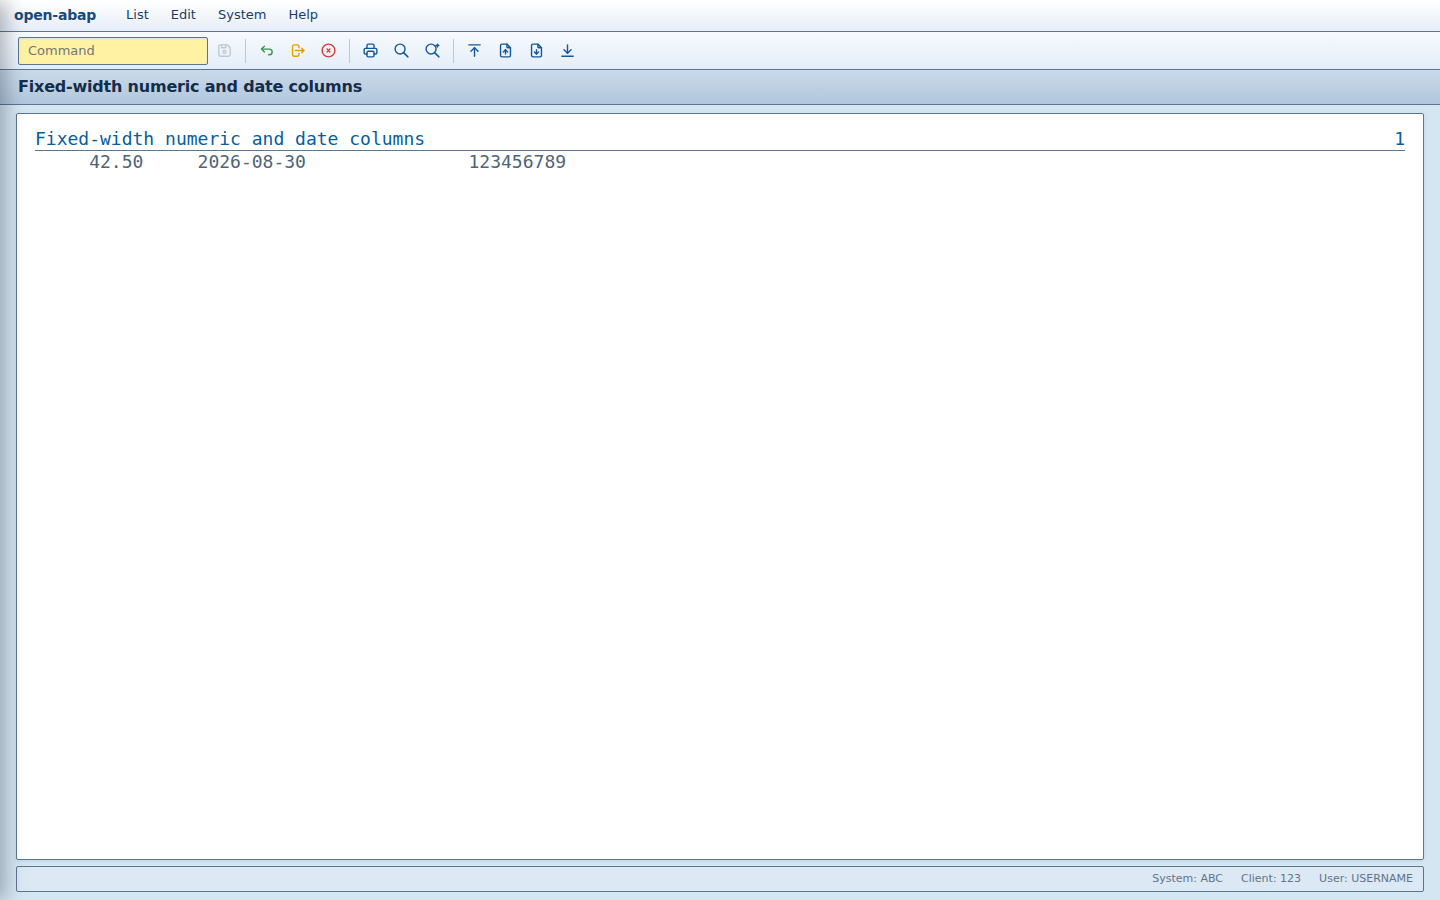 open-abap List Edit System Help
Command
Fixed-width numeric and date columns
Fixed-width numeric and date columns 1
42.50 2026-08-30 123456789
System: ABC Client: 123 User: USERNAME